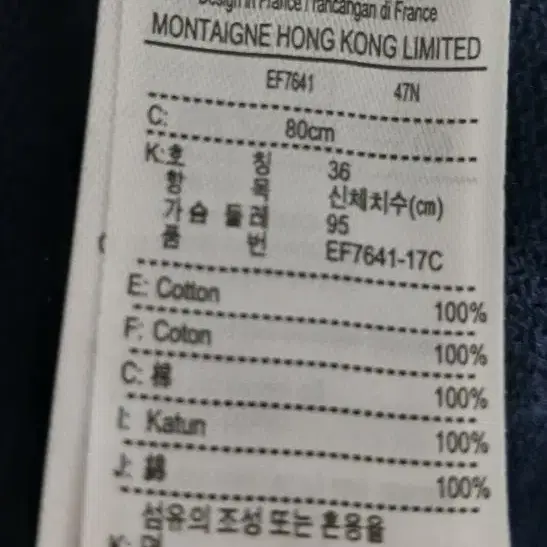 Design in France / rancangan di France
MONTAIGNE HONG KONG LIMITED
EF7641 47N
C: 80cm
K:호 칭 36
항 목 신체치수(cm)
가슴 둘레 95
품 번 EF7641-17C
E: Cotton 100%
F: Coton 100%
C: 棉 100%
I: Katun 100%
J: 綿 100%
섬유의 조성 또는 혼용율
K: